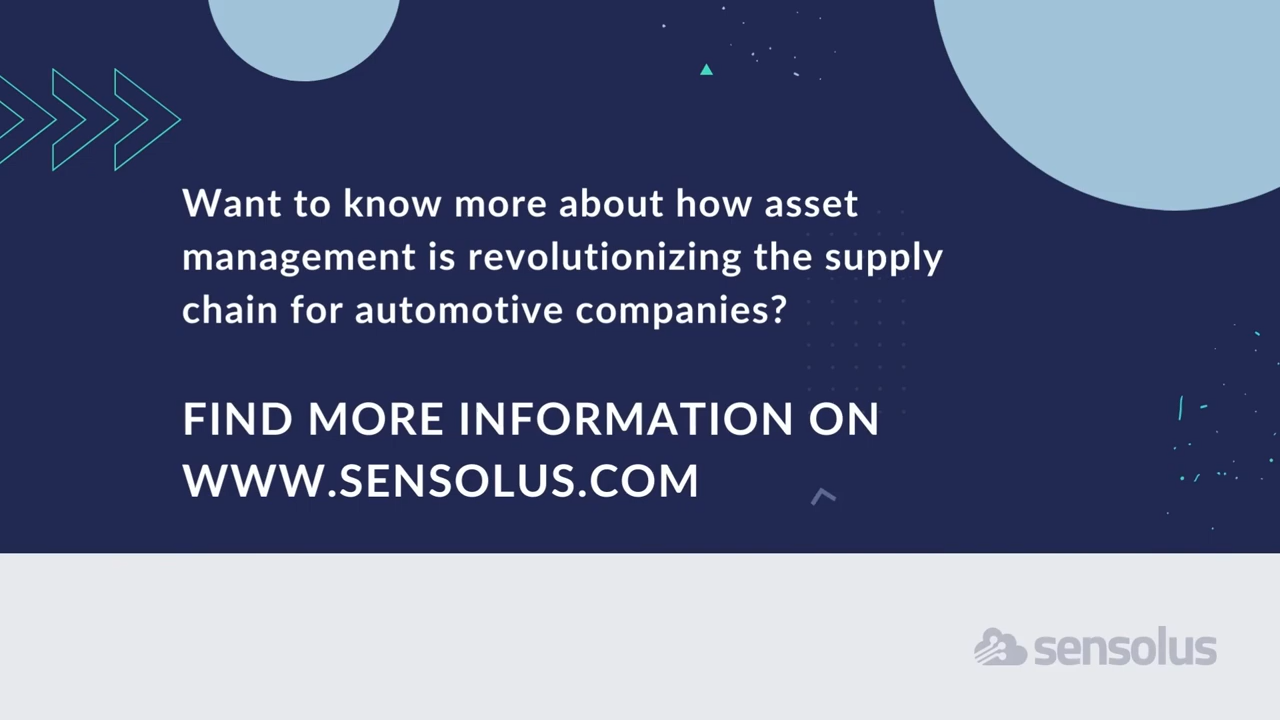 Want to know more about how asset
management is revolutionizing the supply
chain for automotive companies?
FIND MORE INFORMATION ON
WWW.SENSOLUS.COM
sensolus